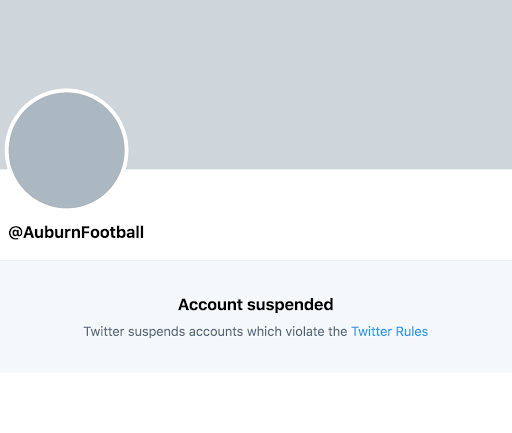 @AuburnFootball
Account suspended
Twitter suspends accounts which violate the Twitter Rules